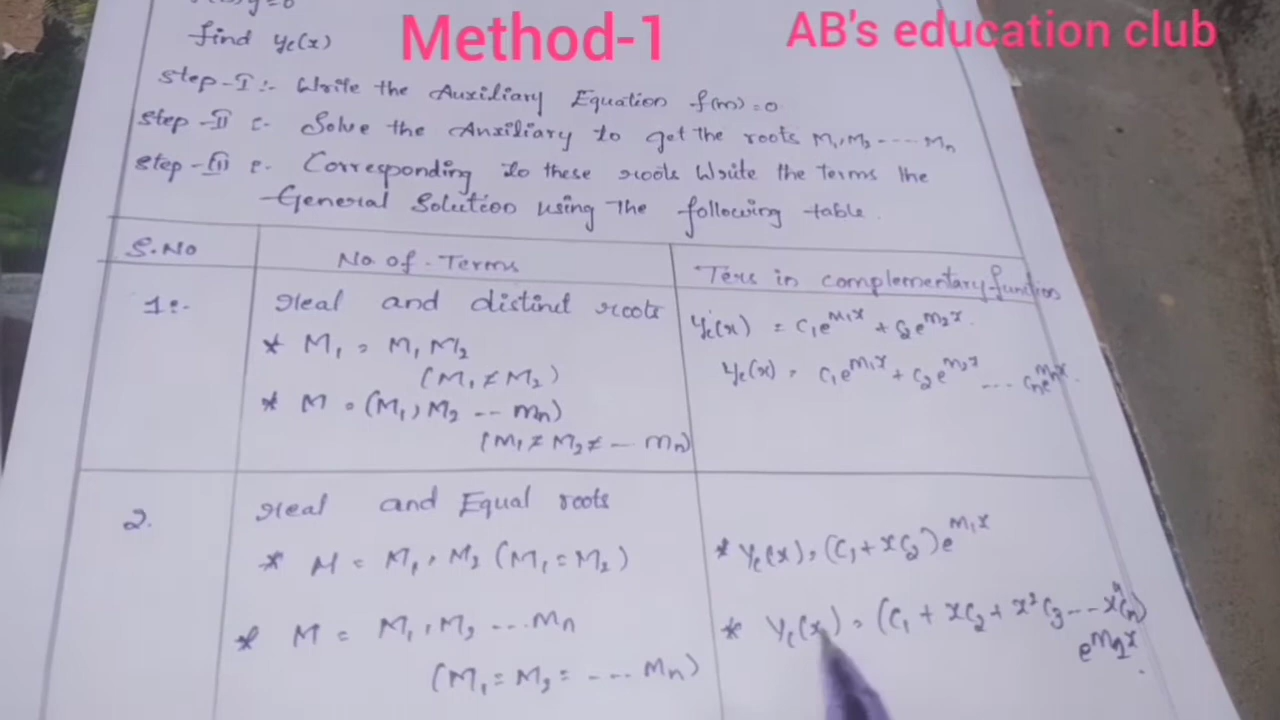 y=0
find yc(x)
Method-1
AB's education club
Step-I :- Write the Auxiliary Equation f(m)=0
Step-II :- Solve the Auxiliary to get the roots M1, M2 ---- Mn
Step-III :- Corresponding to these roots Write the terms the
General Solution using the following table.
S.No
No. of. Terms
Ters in complementary function
1:-
Real and distinct roots
yc(x) = c1e^m1x + c2e^m2x.
* M1 = M1 M2
(M1 ≠ M2)
yc(x) = c1e^m1x + c2e^m2x ---- cne^mnx.
* M = (M1, M2 -- mn)
(M1 ≠ M2 ≠ --- mn)
2.
Real and Equal roots
* M = M1, M2 (M1 = M2)
* yc(x) = (c1 + xc2) e^m1x
* M = M1, M2 ---- Mn
* yc(x) = (c1 + xc2 + x²c3 --- x^n cn)
(M1 = M2 = ---- Mn)